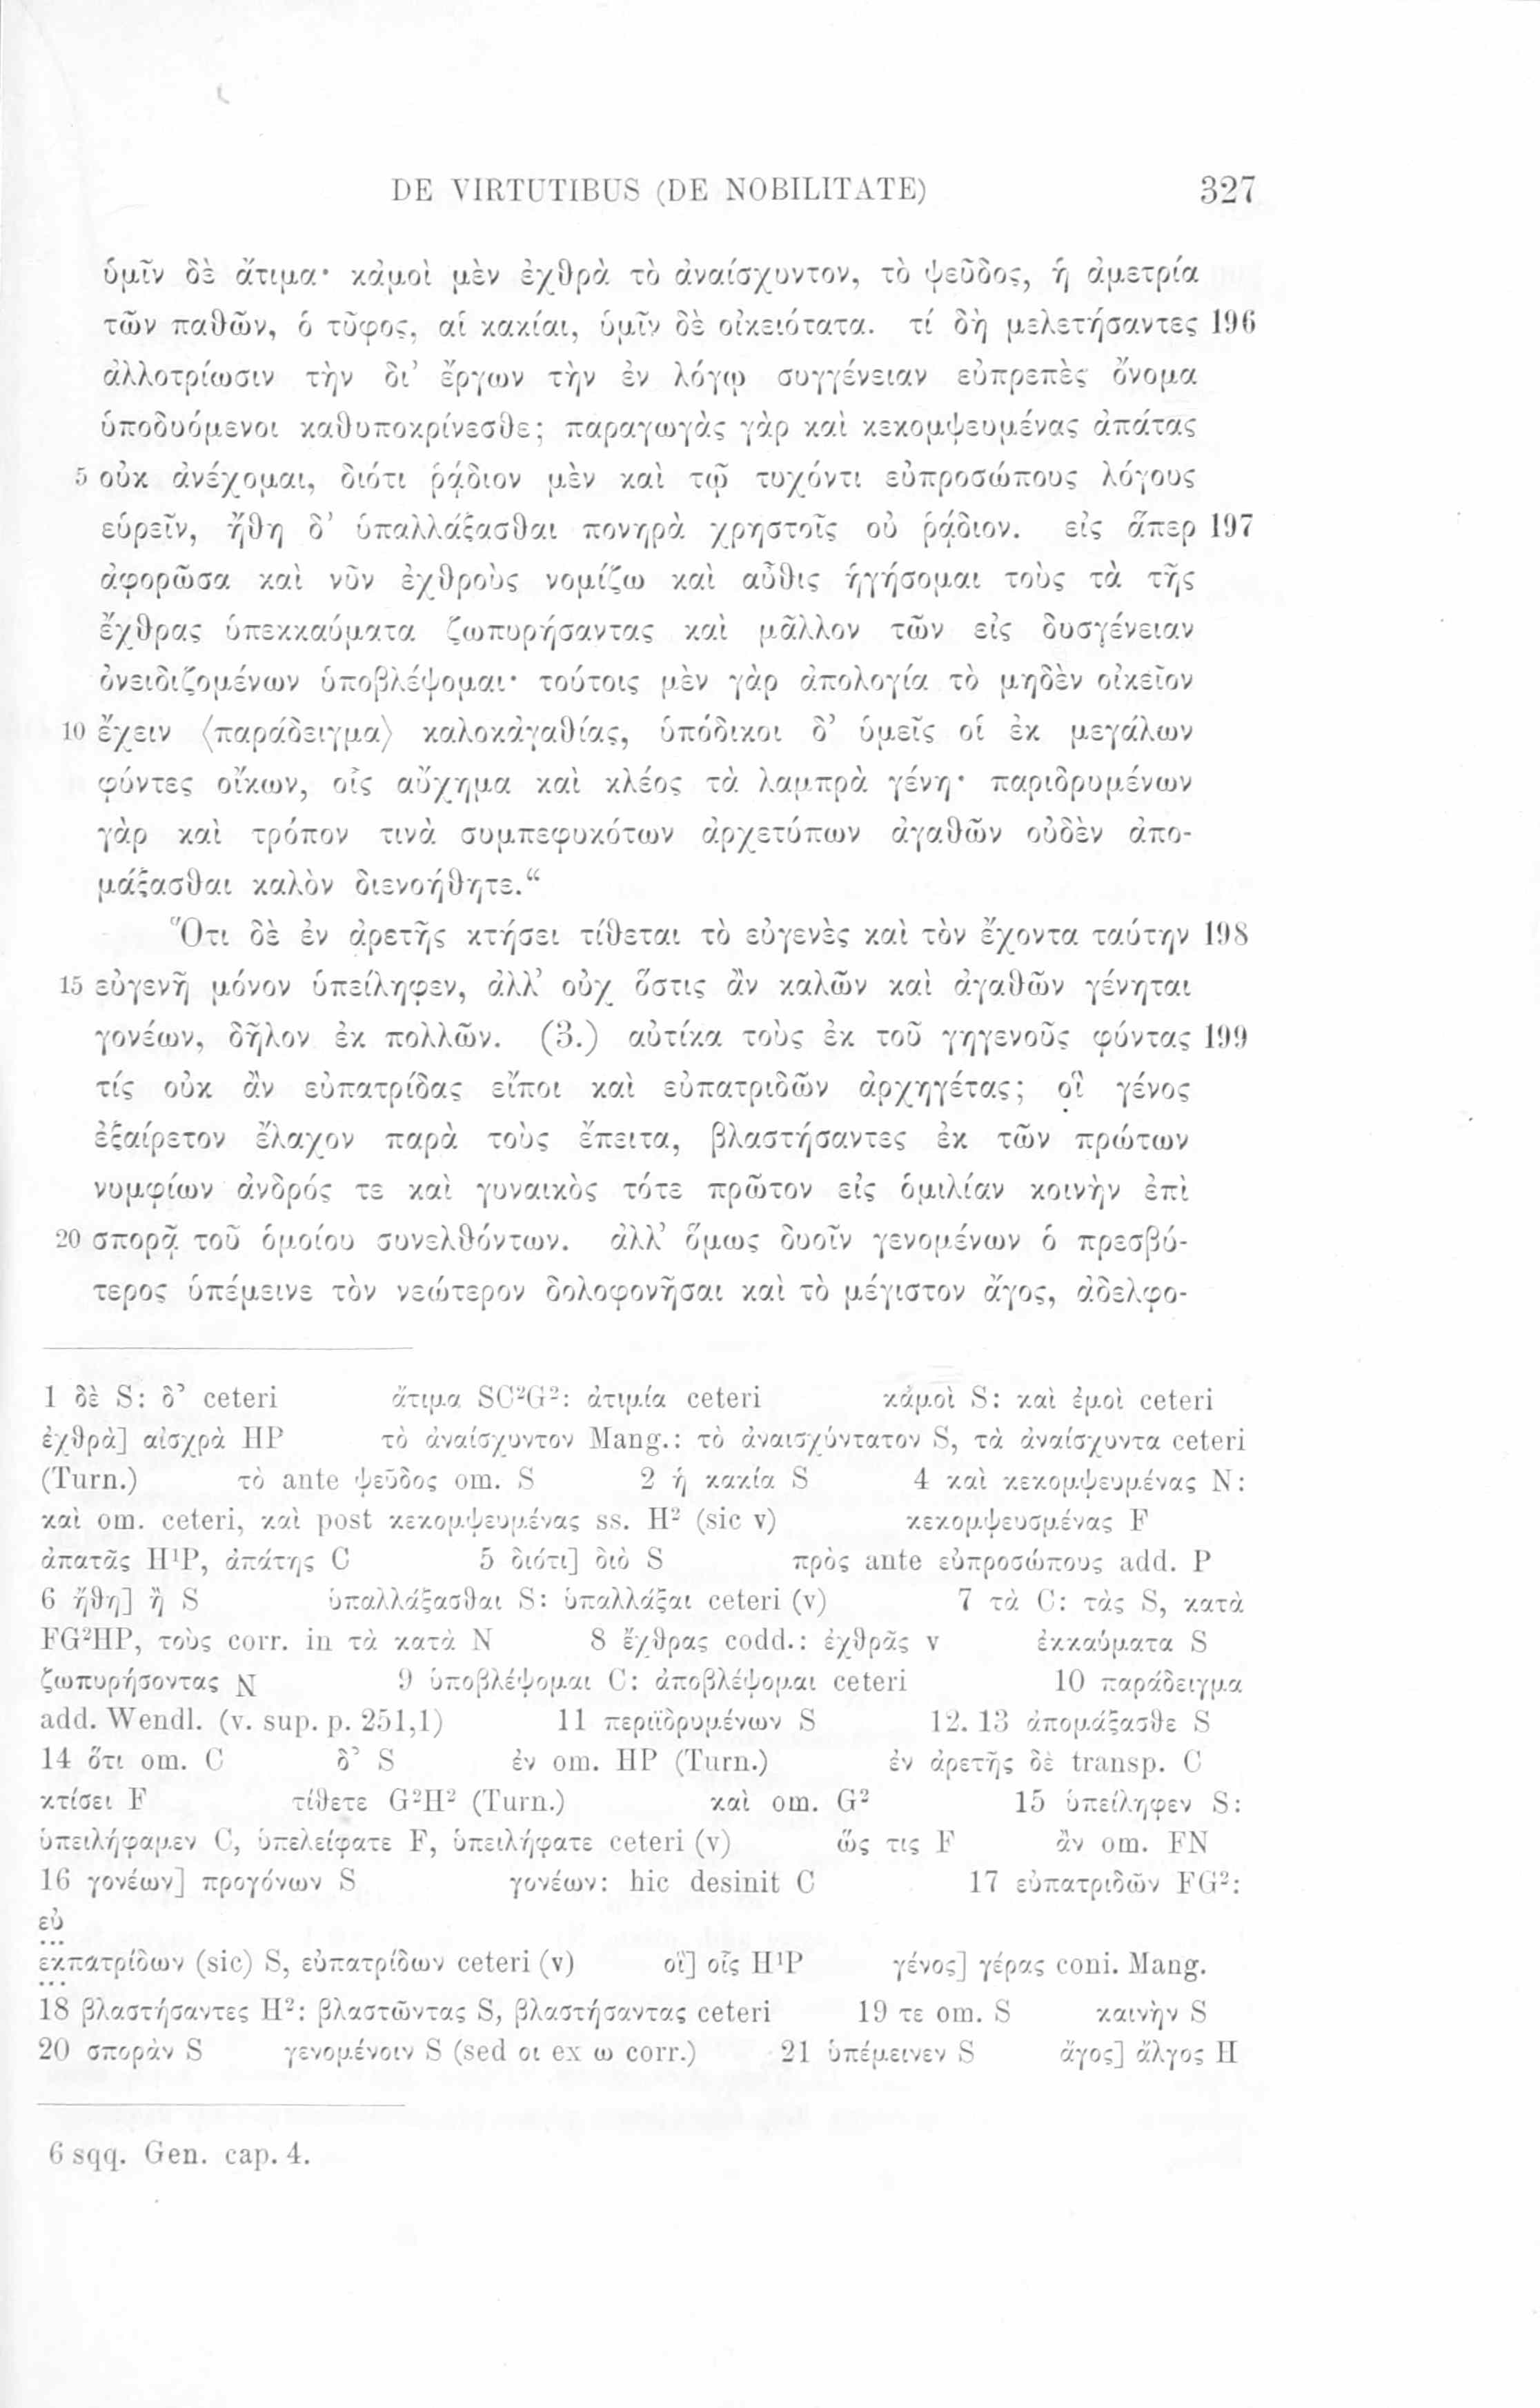 DE VIRTUTIBUS (DE NOBILITATE) 327
ὑμῖν δὲ ἄτιμα· κἀμοὶ μὲν ἐχθρὰ τὸ ἀναίσχυντον, τὸ ψεῦδος, ἡ ἀμετρία
τῶν παθῶν, ὁ τῦφος, αἱ κακίαι, ὑμῖν δὲ οἰκειότατα. τί δὴ μελετήσαντες 196
ἀλλοτρίωσιν τὴν δι’ ἔργων τὴν ἐν λόγῳ συγγένειαν εὐπρεπὲς ὄνομα
ὑποδυόμενοι καθυποκρίνεσθε; παραγωγὰς γὰρ καὶ κεκομψευμένας ἀπάτας
5 οὐκ ἀνέχομαι, διότι ῥᾴδιον μὲν καὶ τῷ τυχόντι εὐπροσώπους λόγους
εὑρεῖν, ἤθη δ’ ὑπαλλάξασθαι πονηρὰ χρηστοῖς οὐ ῥᾴδιον. εἰς ἅπερ 197
ἀφορῶσα καὶ νῦν ἐχθροὺς νομίζω καὶ αὖθις ἡγήσομαι τοὺς τὰ τῆς
ἔχθρας ὑπεκκαύματα ζωπυρήσαντας καὶ μᾶλλον τῶν εἰς δυσγένειαν
ὀνειδιζομένων ὑποβλέψομαι· τούτοις μὲν γὰρ ἀπολογία τὸ μηδὲν οἰκεῖον
10 ἔχειν ⟨παράδειγμα⟩ καλοκἀγαθίας, ὑπόδικοι δ’ ὑμεῖς οἱ ἐκ μεγάλων
φύντες οἴκων, οἷς αὔχημα καὶ κλέος τὰ λαμπρὰ γένη· παριδρυμένων
γὰρ καὶ τρόπον τινὰ συμπεφυκότων ἀρχετύπων ἀγαθῶν οὐδὲν ἀπο-
μάξασθαι καλὸν διενοήθητε.“
Ὅτι δὲ ἐν ἀρετῆς κτήσει τίθεται τὸ εὐγενὲς καὶ τὸν ἔχοντα ταύτην 198
15 εὐγενῆ μόνον ὑπείληφεν, ἀλλ’ οὐχ ὅστις ἂν καλῶν καὶ ἀγαθῶν γένηται
γονέων, δῆλον ἐκ πολλῶν. (3.) αὐτίκα τοὺς ἐκ τοῦ γηγενοῦς φύντας 199
τίς οὐκ ἂν εὐπατρίδας εἴποι καὶ εὐπατριδῶν ἀρχηγέτας; οἳ γένος
ἐξαίρετον ἔλαχον παρὰ τοὺς ἔπειτα, βλαστήσαντες ἐκ τῶν πρώτων
νυμφίων ἀνδρός τε καὶ γυναικὸς τότε πρῶτον εἰς ὁμιλίαν κοινὴν ἐπὶ
20 σπορᾷ τοῦ ὁμοίου συνελθόντων. ἀλλ’ ὅμως δυοῖν γενομένων ὁ πρεσβύ-
τερος ὑπέμεινε τὸν νεώτερον δολοφονῆσαι καὶ τὸ μέγιστον ἄγος, ἀδελφο-
1 δὲ S: δ’ ceteri ἄτιμα SC²G²: ἀτιμία ceteri κἀμοὶ S: καὶ ἐμοὶ ceteri
ἐχθρὰ] αἰσχρὰ HP τὸ ἀναίσχυντον Mang.: τὸ ἀναισχύντατον S, τὰ ἀναίσχυντα ceteri
(Turn.) τὸ ante ψεῦδος om. S 2 ἡ κακία S 4 καὶ κεκομψευμένας N:
καὶ om. ceteri, καὶ post κεκομψευμένας ss. H² (sic v) κεκομψευσμένας F
ἀπατᾶς H¹P, ἀπάτης C 5 διότι] διὸ S πρὸς ante εὐπροσώπους add. P
6 ἤθη] ἢ S ὑπαλλάξασθαι S: ὑπαλλάξαι ceteri (v) 7 τὰ C: τὰς S, κατὰ
FG²HP, τοὺς corr. in τὰ κατὰ N 8 ἔχθρας codd.: ἐχθρᾶς v ἐκκαύματα S
ζωπυρήσοντας N 9 ὑποβλέψομαι C: ἀποβλέψομαι ceteri 10 παράδειγμα
add. Wendl. (v. sup. p. 251,1) 11 περιϊδρυμένων S 12. 13 ἀπομάξασθε S
14 ὅτι om. C δ’ S ἐν om. HP (Turn.) ἐν ἀρετῆς δὲ transp. C
κτίσει F τίθετε G²H² (Turn.) καὶ om. G² 15 ὑπείληφεν S:
ὑπειλήφαμεν C, ὑπελείφατε F, ὑπειλήφατε ceteri (v) ὥς τις F ἂν om. FN
16 γονέων] προγόνων S γονέων: hic desinit C 17 εὐπατριδῶν FG²:
εὐ
εκπατρίδων (sic) S, εὐπατρίδων ceteri (v) οἳ] οἷς H¹P γένος] γέρας coni. Mang.
18 βλαστήσαντες H²: βλαστῶντας S, βλαστήσαντας ceteri 19 τε om. S καινὴν S
20 σπορὰν S γενομένοιν S (sed οι ex ω corr.) 21 ὑπέμεινεν S ἄγος] ἄλγος H
6 sqq. Gen. cap. 4.